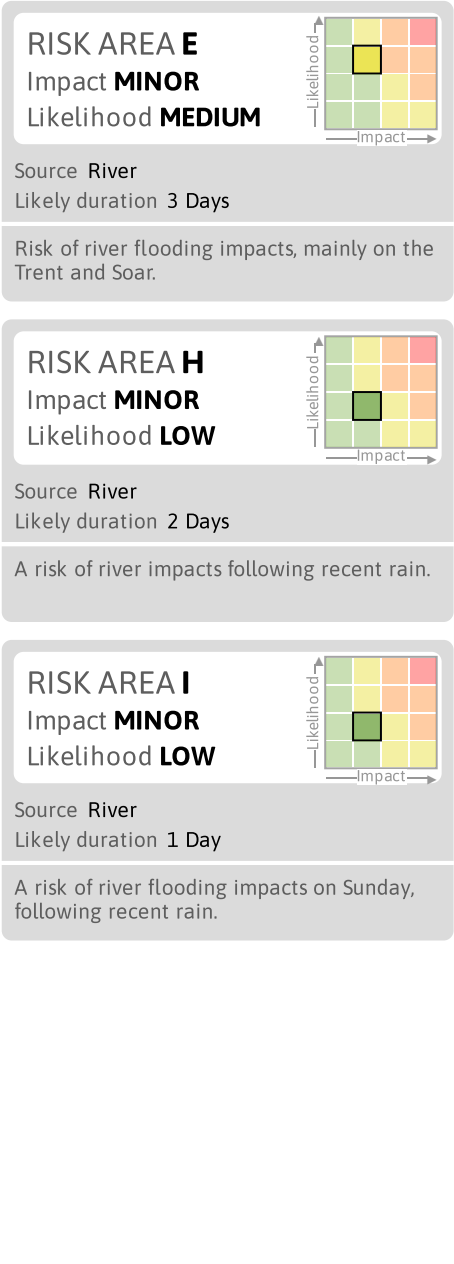 RISK AREA E
Impact MINOR
Likelihood MEDIUM
Likelihood
Impact
Source River
Likely duration 3 Days
Risk of river flooding impacts, mainly on the
Trent and Soar.
RISK AREA H
Impact MINOR
Likelihood LOW
Likelihood
Impact
Source River
Likely duration 2 Days
A risk of river impacts following recent rain.
RISK AREA I
Impact MINOR
Likelihood LOW
Likelihood
Impact
Source River
Likely duration 1 Day
A risk of river flooding impacts on Sunday,
following recent rain.